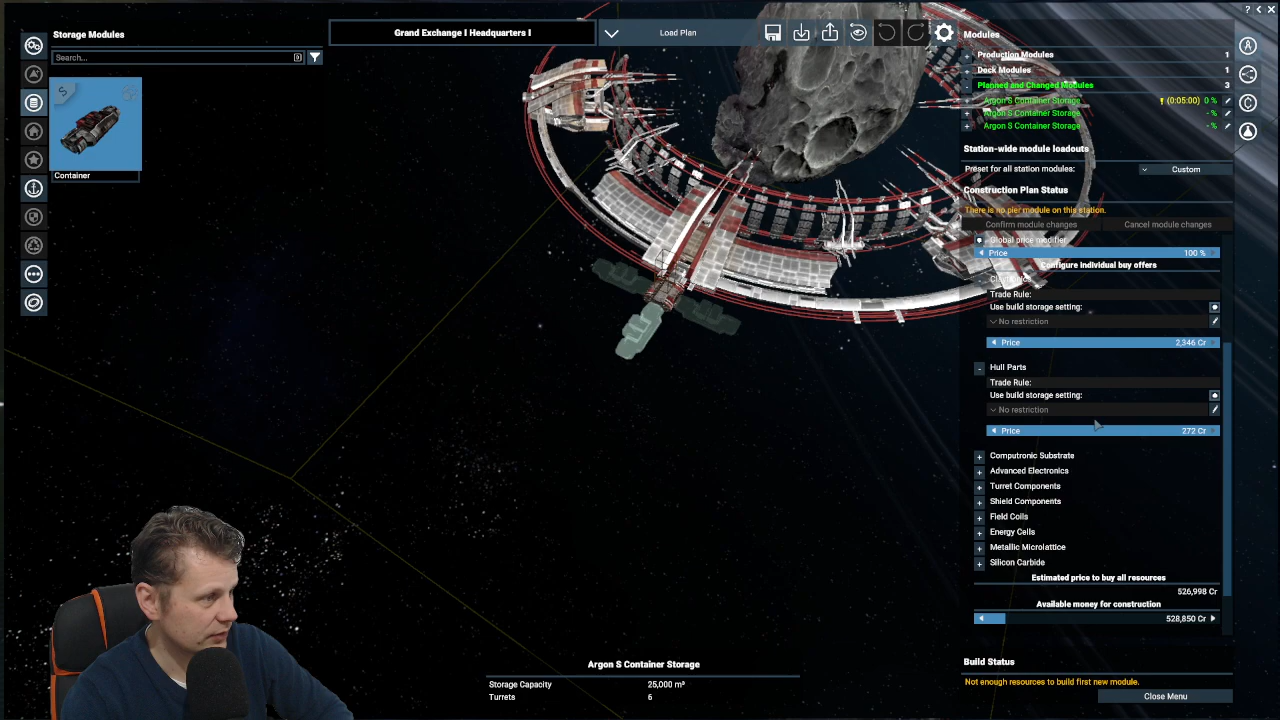 Storage Modules
Search...
S
Container
Grand Exchange I Headquarters I
Load Plan
Modules
Production Modules 1
Dock Modules 1
Planned and Changed Modules 3
Argon S Container Storage (0:05:00) 0 %
Argon S Container Storage - %
Argon S Container Storage - %
Station-wide module loadouts
Preset for all station modules: Custom
Construction Plan Status
There is no pier module on this station.
Confirm module changes Cancel module changes
Global price modifier
Price 100 %
Configure individual buy offers
Claytronics
Trade Rule:
Use build storage setting:
No restriction
Price 2,346 Cr
Hull Parts
Trade Rule:
Use build storage setting:
No restriction
Price 272 Cr
Computronic Substrate
Advanced Electronics
Turret Components
Shield Components
Field Coils
Energy Cells
Metallic Microlattice
Silicon Carbide
Estimated price to buy all resources
526,998 Cr
Available money for construction
528,850 Cr
Build Status
Not enough resources to build first new module.
Close Menu
Argon S Container Storage
Storage Capacity 25,000 m³
Turrets 6